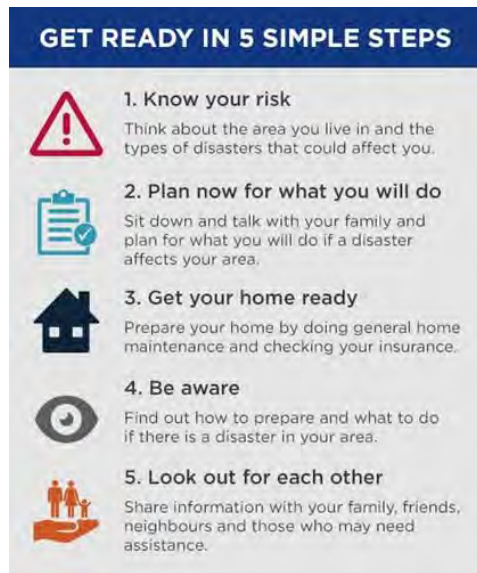 GET READY IN 5 SIMPLE STEPS
1. Know your risk
Think about the area you live in and the
types of disasters that could affect you.
2. Plan now for what you will do
Sit down and talk with your family and
plan for what you will do if a disaster
affects your area.
3. Get your home ready
Prepare your home by doing general home
maintenance and checking your insurance.
4. Be aware
Find out how to prepare and what to do
if there is a disaster in your area.
5. Look out for each other
Share information with your family, friends,
neighbours and those who may need
assistance.